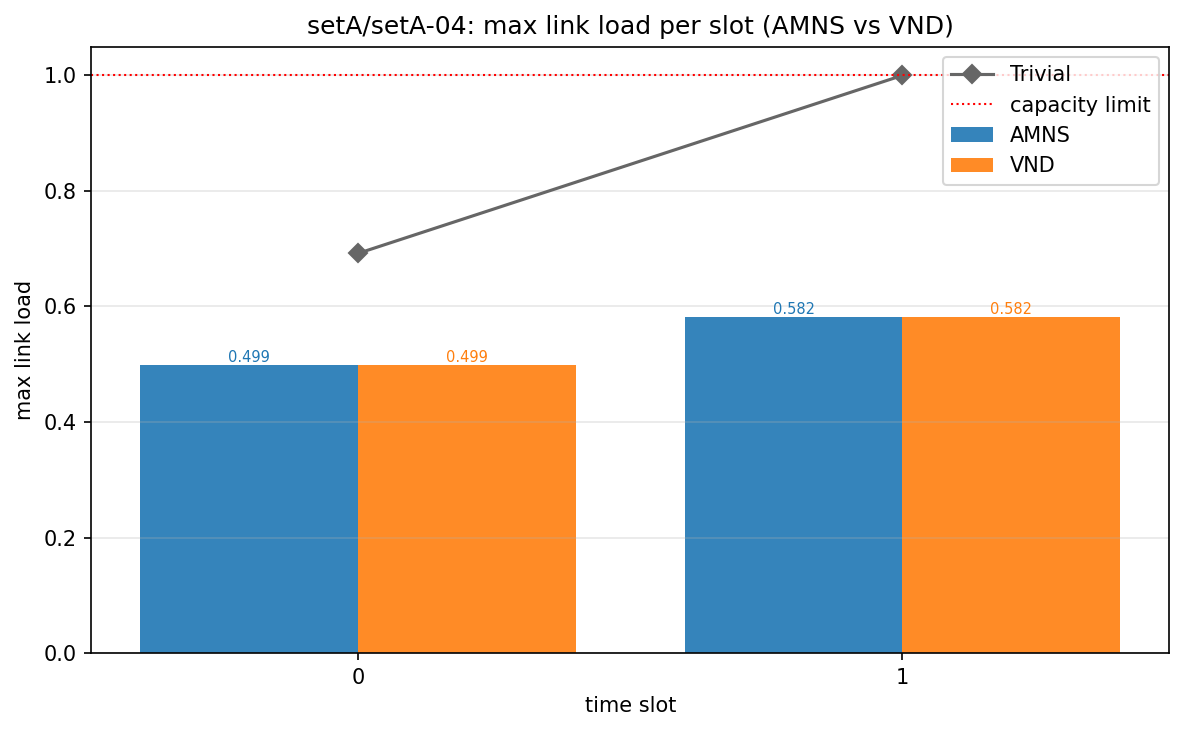 setA/setA-04: max link load per slot (AMNS vs VND)
max link load
1.0
0.8
0.6
0.4
0.2
0.0
Trivial
capacity limit
AMNS
VND
0.499
0.499
0.582
0.582
0
1
time slot